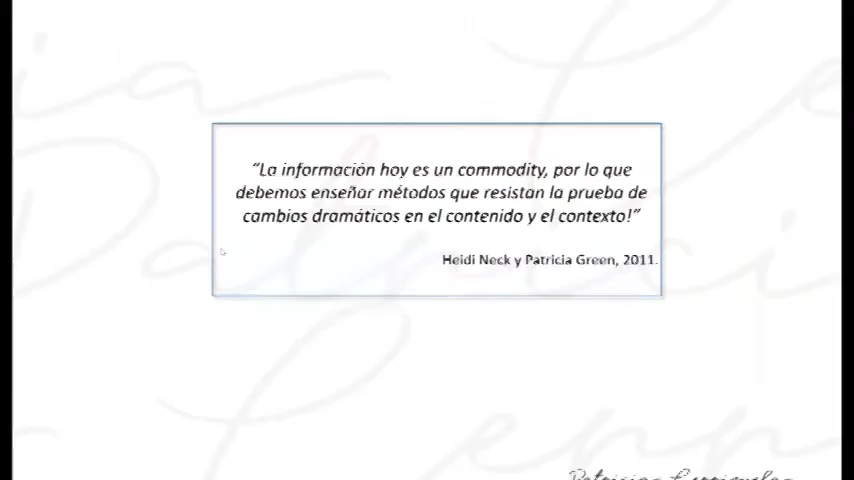 “La información hoy es un commodity, por lo que
debemos enseñar métodos que resistan la prueba de
cambios dramáticos en el contenido y el contexto!”
Heidi Neck y Patricia Green, 2011.